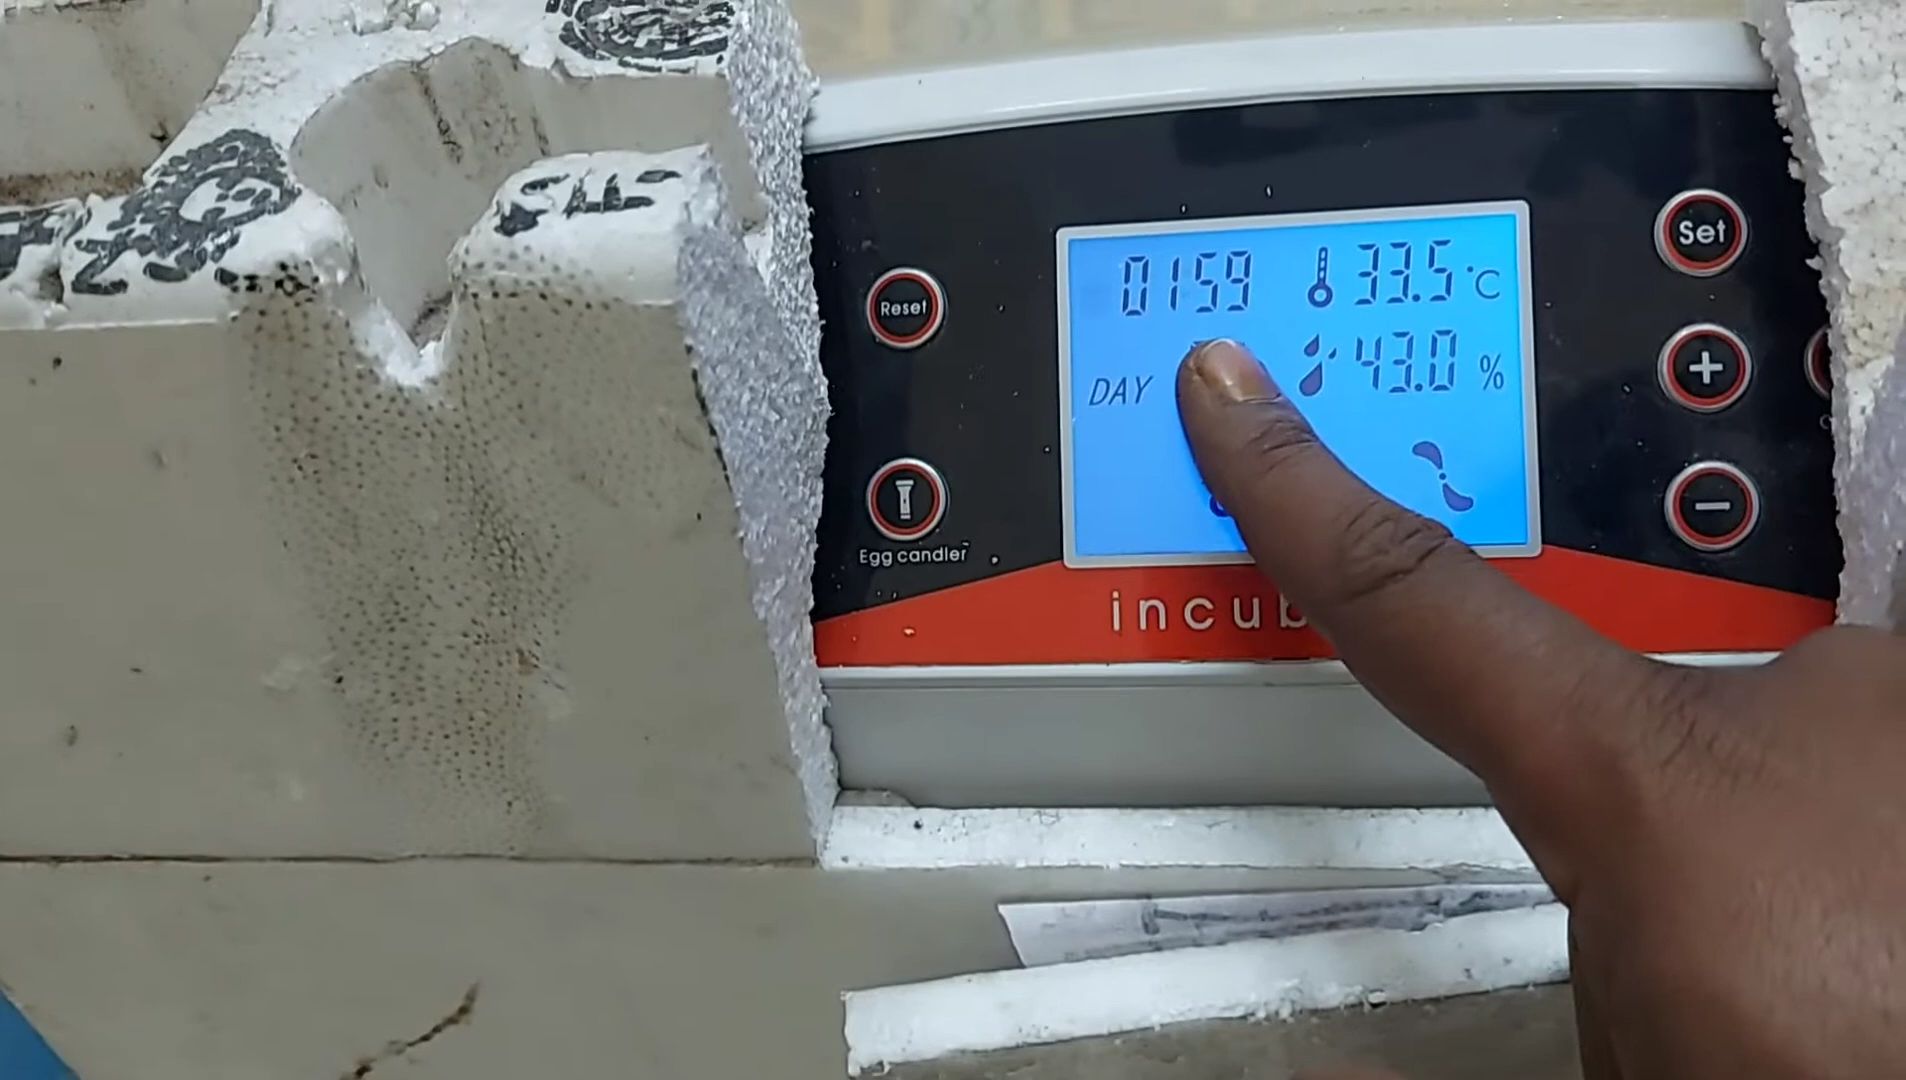 0159
33.5 °C
Set
Reset
43.0 %
DAY
Egg candler
incub